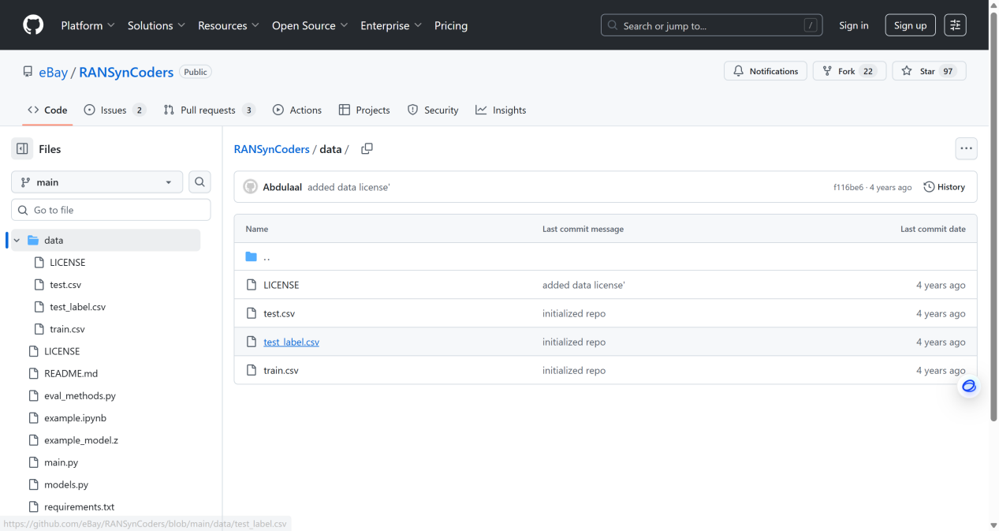 Platform Solutions Resources Open Source Enterprise Pricing Search or jump to... / Sign in Sign up
eBay / RANSynCoders Public Notifications Fork 22 Star 97
Code Issues 2 Pull requests 3 Actions Projects Security Insights
Files
main
Go to file
data
LICENSE
test.csv
test_label.csv
train.csv
LICENSE
README.md
eval_methods.py
example.ipynb
example_model.z
main.py
models.py
requirements.txt
RANSynCoders / data /
Abdulaal added data license' f116be6 · 4 years ago History
Name Last commit message Last commit date
..
LICENSE added data license' 4 years ago
test.csv initialized repo 4 years ago
test_label.csv initialized repo 4 years ago
train.csv initialized repo 4 years ago
https://github.com/eBay/RANSynCoders/blob/main/data/test_label.csv